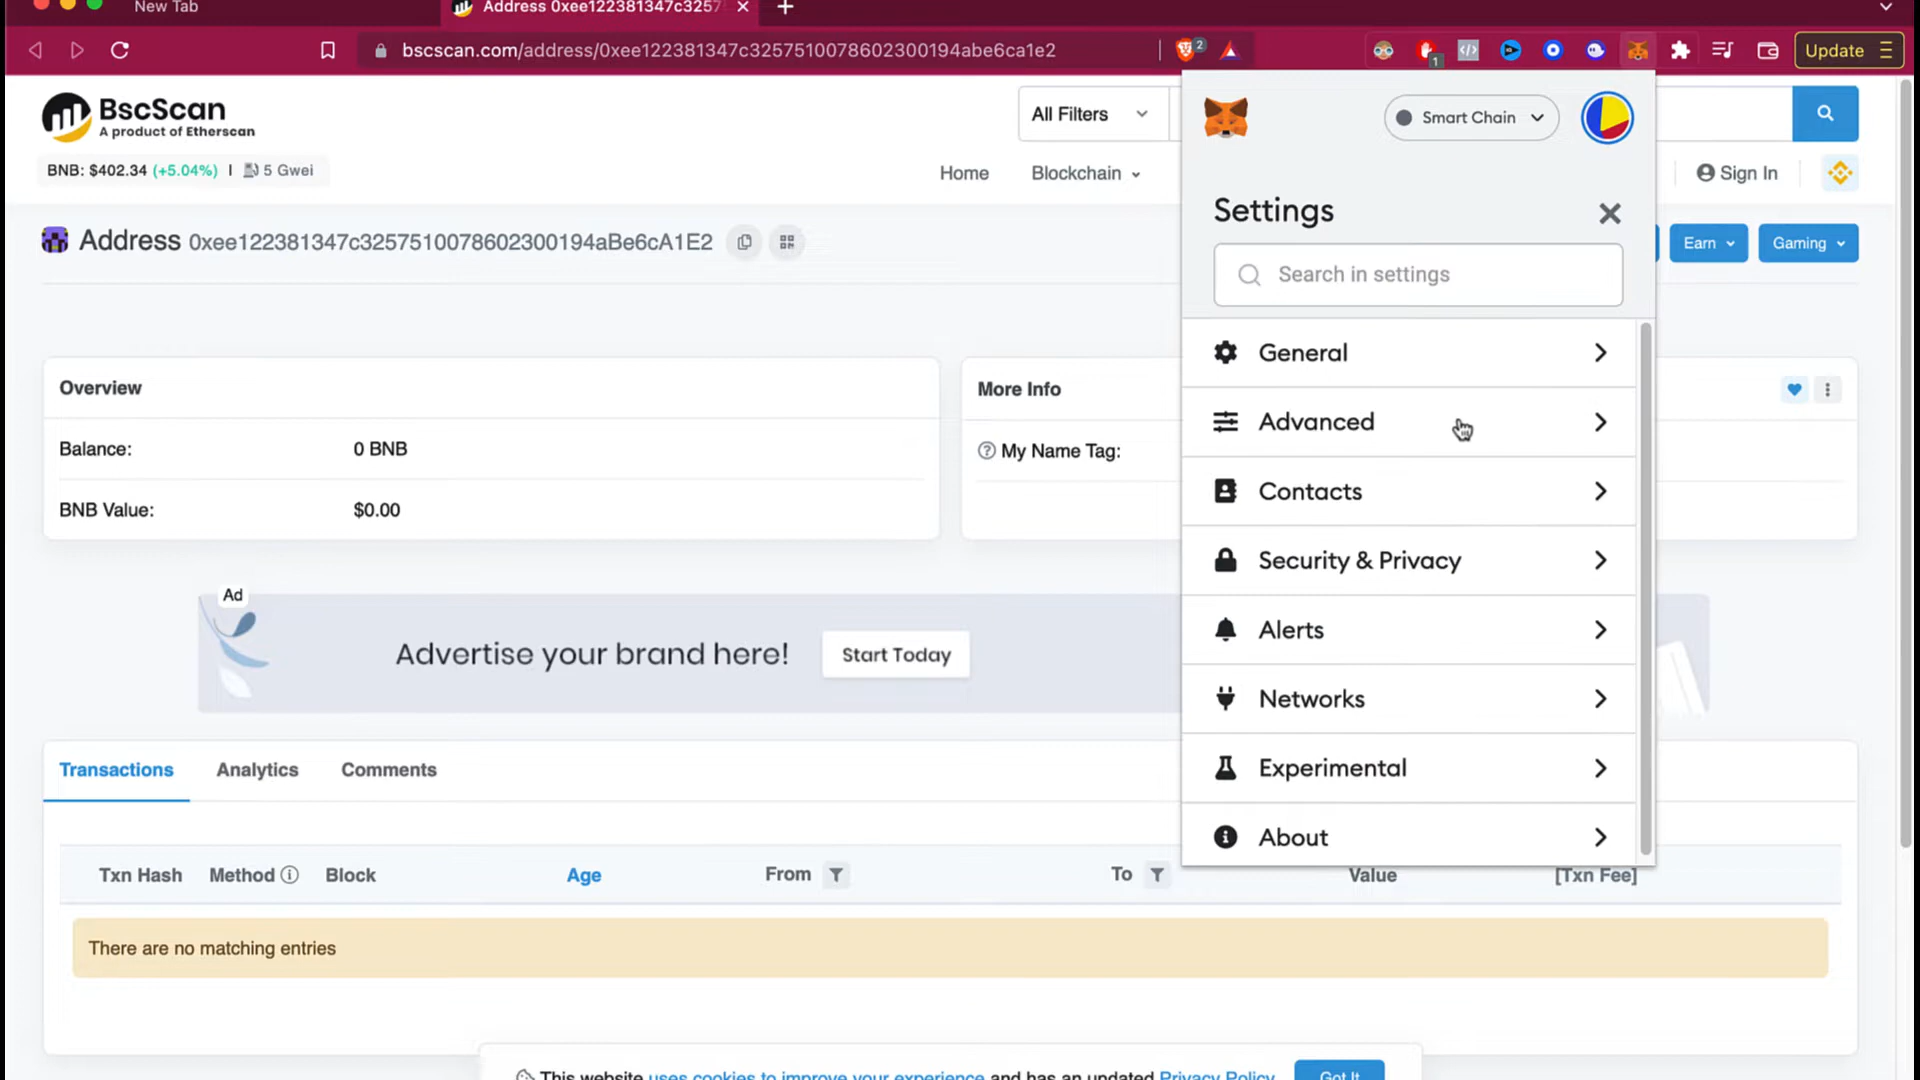 New Tab
Address 0xee122381347c3257
bscscan.com/address/0xee122381347c3257510078602300194abe6ca1e2
2
1
Update
BscScan
A product of Etherscan
All Filters
Smart Chain
BNB: $402.34 (+5.04%) | 5 Gwei
Home
Blockchain
Sign In
Settings
Address 0xee122381347c3257510078602300194aBe6cA1E2
Earn
Gaming
Search in settings
General
Overview
More Info
Advanced
Balance:
0 BNB
My Name Tag:
Contacts
BNB Value:
$0.00
Security & Privacy
Ad
Alerts
Advertise your brand here!
Start Today
Networks
Transactions
Analytics
Comments
Experimental
About
Txn Hash
Method
Block
Age
From
To
Value
[Txn Fee]
There are no matching entries
This website uses cookies to improve your experience and has an updated Privacy Policy
Got It